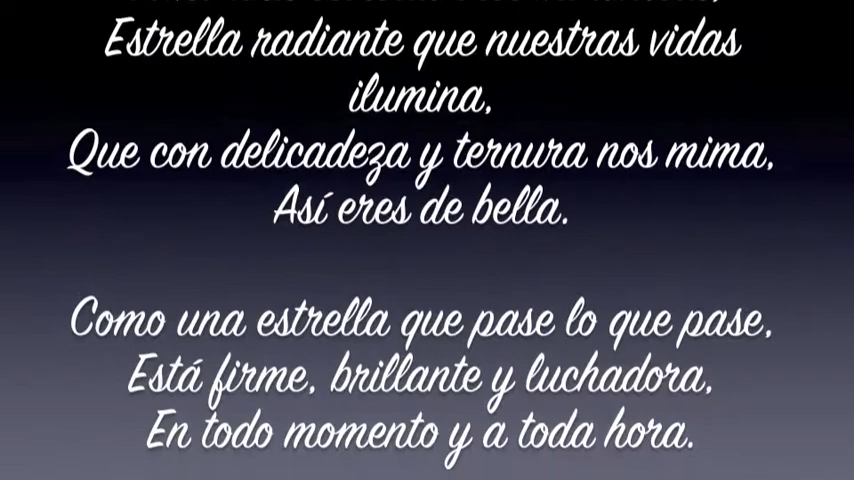 Estrella radiante que nuestras vidas
ilumina,
Que con delicadeza y ternura nos mima,
Así eres de bella.
Como una estrella que pase lo que pase,
Está firme, brillante y luchadora,
En todo momento y a toda hora.